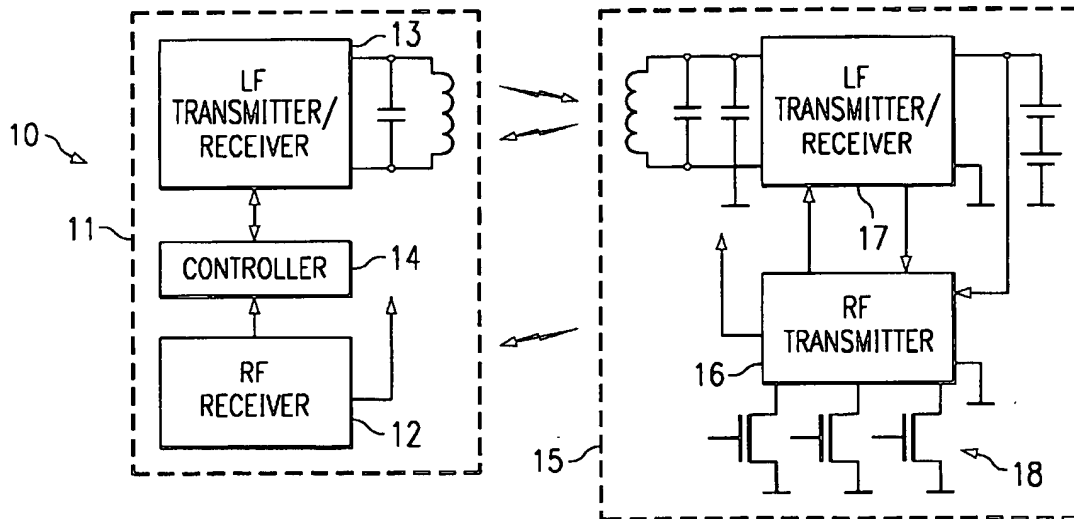 10
11
13
LF
TRANSMITTER/
RECEIVER
CONTROLLER
14
RF
RECEIVER
12
LF
TRANSMITTER/
RECEIVER
17
RF
TRANSMITTER
16
15
18